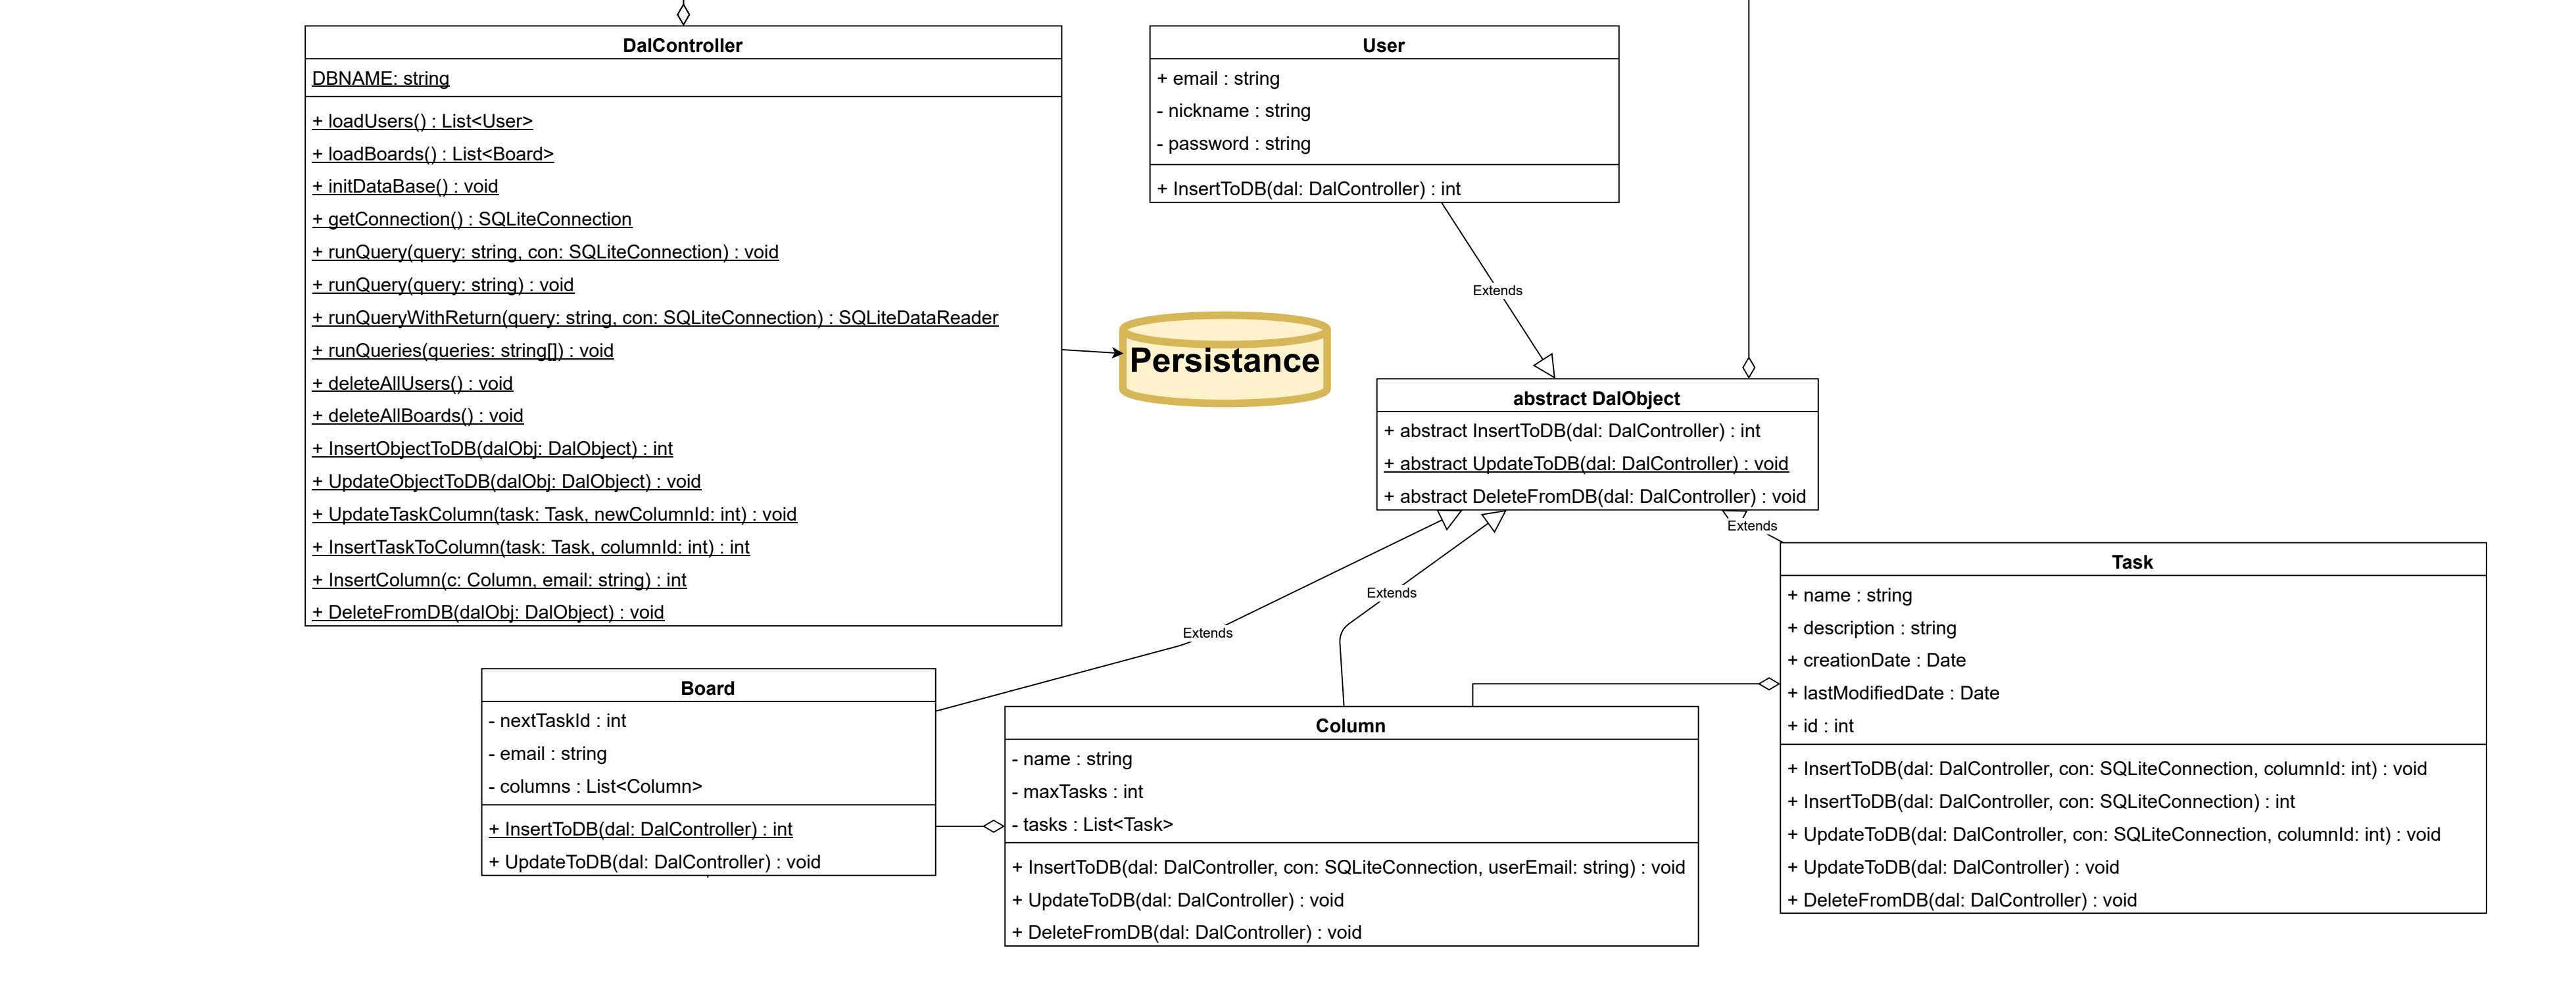 DalController
DBNAME: string
+ loadUsers() : List<User>
+ loadBoards() : List<Board>
+ initDataBase() : void
+ getConnection() : SQLiteConnection
+ runQuery(query: string, con: SQLiteConnection) : void
+ runQuery(query: string) : void
+ runQueryWithReturn(query: string, con: SQLiteConnection) : SQLiteDataReader
+ runQueries(queries: string[]) : void
+ deleteAllUsers() : void
+ deleteAllBoards() : void
+ InsertObjectToDB(dalObj: DalObject) : int
+ UpdateObjectToDB(dalObj: DalObject) : void
+ UpdateTaskColumn(task: Task, newColumnId: int) : void
+ InsertTaskToColumn(task: Task, columnId: int) : int
+ InsertColumn(c: Column, email: string) : int
+ DeleteFromDB(dalObj: DalObject) : void
User
+ email : string
- nickname : string
- password : string
+ InsertToDB(dal: DalController) : int
Extends
Persistance
abstract DalObject
+ abstract InsertToDB(dal: DalController) : int
+ abstract UpdateToDB(dal: DalController) : void
+ abstract DeleteFromDB(dal: DalController) : void
Extends
Extends
Extends
Board
- nextTaskId : int
- email : string
- columns : List<Column>
+ InsertToDB(dal: DalController) : int
+ UpdateToDB(dal: DalController) : void
Column
- name : string
- maxTasks : int
- tasks : List<Task>
+ InsertToDB(dal: DalController, con: SQLiteConnection, userEmail: string) : void
+ UpdateToDB(dal: DalController) : void
+ DeleteFromDB(dal: DalController) : void
Task
+ name : string
+ description : string
+ creationDate : Date
+ lastModifiedDate : Date
+ id : int
+ InsertToDB(dal: DalController, con: SQLiteConnection, columnId: int) : void
+ InsertToDB(dal: DalController, con: SQLiteConnection) : int
+ UpdateToDB(dal: DalController, con: SQLiteConnection, columnId: int) : void
+ UpdateToDB(dal: DalController) : void
+ DeleteFromDB(dal: DalController) : void